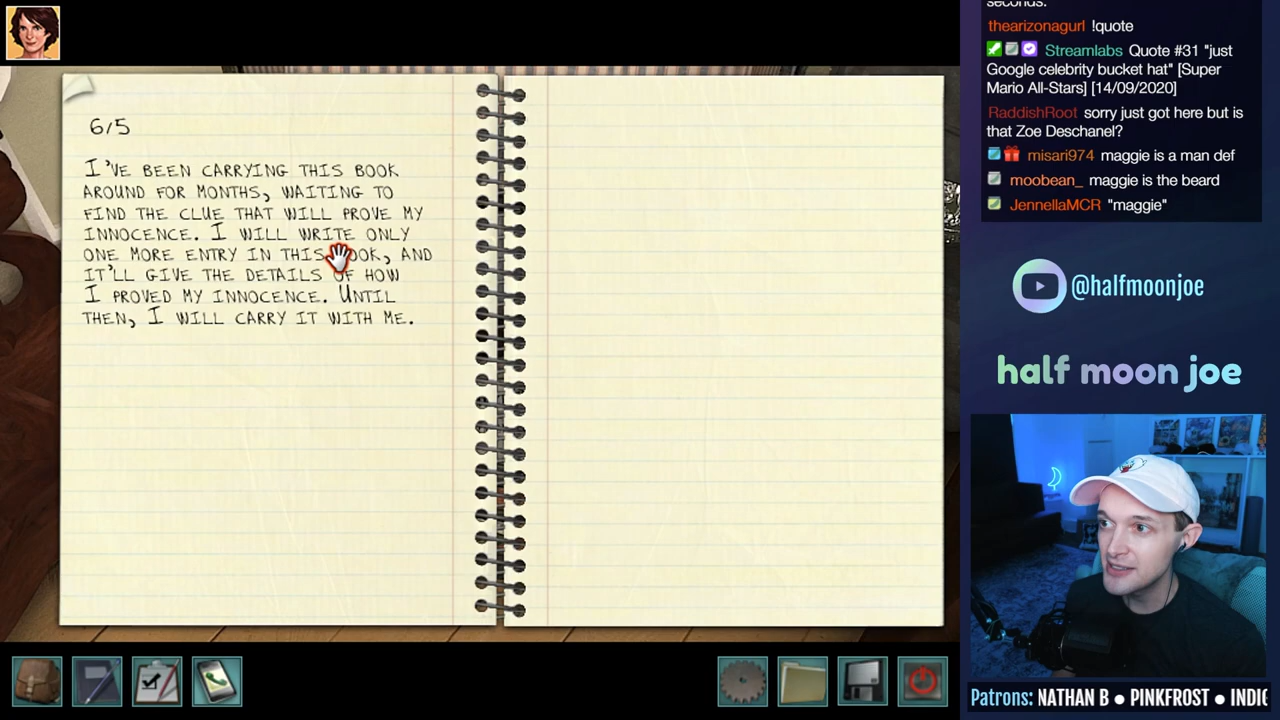 6/5
I'VE BEEN CARRYING THIS BOOK
AROUND FOR MONTHS, WAITING TO
FIND THE CLUE THAT WILL PROVE MY
INNOCENCE. I WILL WRITE ONLY
ONE MORE ENTRY IN THIS BOOK, AND
IT'LL GIVE THE DETAILS OF HOW
I PROVED MY INNOCENCE. UNTIL
THEN, I WILL CARRY IT WITH ME.
seconds.
thearizonagurl !quote
Streamlabs Quote #31 "just
Google celebrity bucket hat" [Super
Mario All-Stars] [14/09/2020]
RaddishRoot sorry just got here but is
that Zoe Deschanel?
misari974 maggie is a man def
moobean_ maggie is the beard
JennellaMCR "maggie"
@halfmoonjoe
half moon joe
Patrons: NATHAN B ● PINKFROST ● INDIG